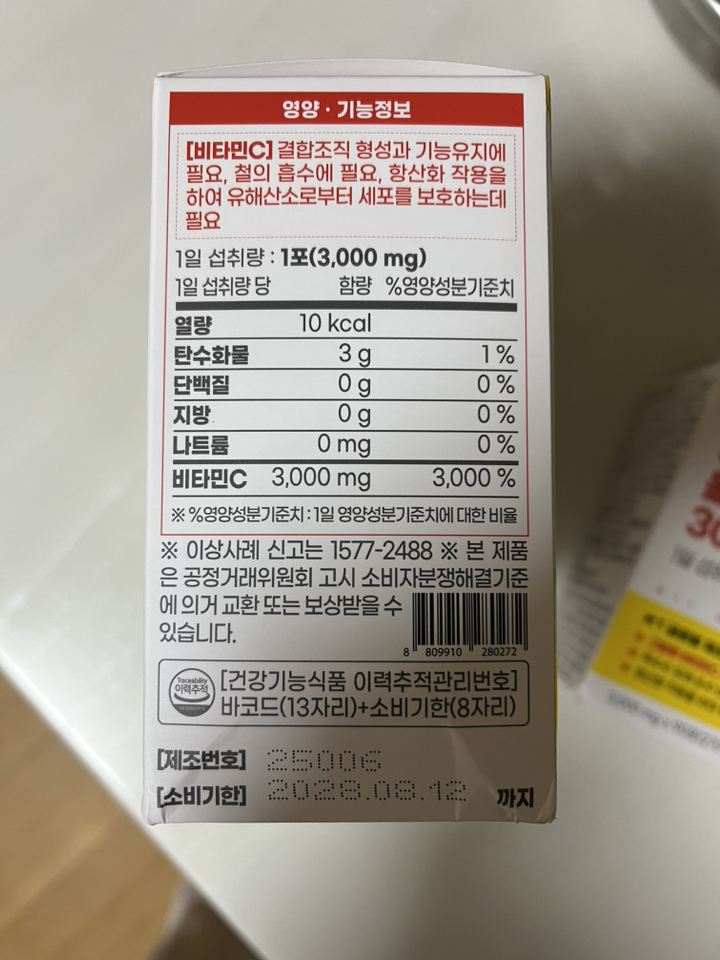 영양 · 기능정보
[비타민C] 결합조직 형성과 기능유지에
필요, 철의 흡수에 필요, 항산화 작용을
하여 유해산소로부터 세포를 보호하는데
필요
1일 섭취량 : 1포(3,000 mg)
1일 섭취량 당 함량 %영양성분기준치
열량 10 kcal
탄수화물 3 g 1 %
단백질 0 g 0 %
지방 0 g 0 %
나트륨 0 mg 0 %
비타민C 3,000 mg 3,000 %
※ %영양성분기준치 : 1일 영양성분기준치에 대한 비율
※ 이상사례 신고는 1577-2488 ※ 본 제품
은 공정거래위원회 고시 소비자분쟁해결기준
에 의거 교환 또는 보상받을 수
있습니다.
8 809910 280272
Traceability
이력추적
[건강기능식품 이력추적관리번호]
바코드(13자리)+소비기한(8자리)
[제조번호] 25006
[소비기한] 2028.08.12 까지
30